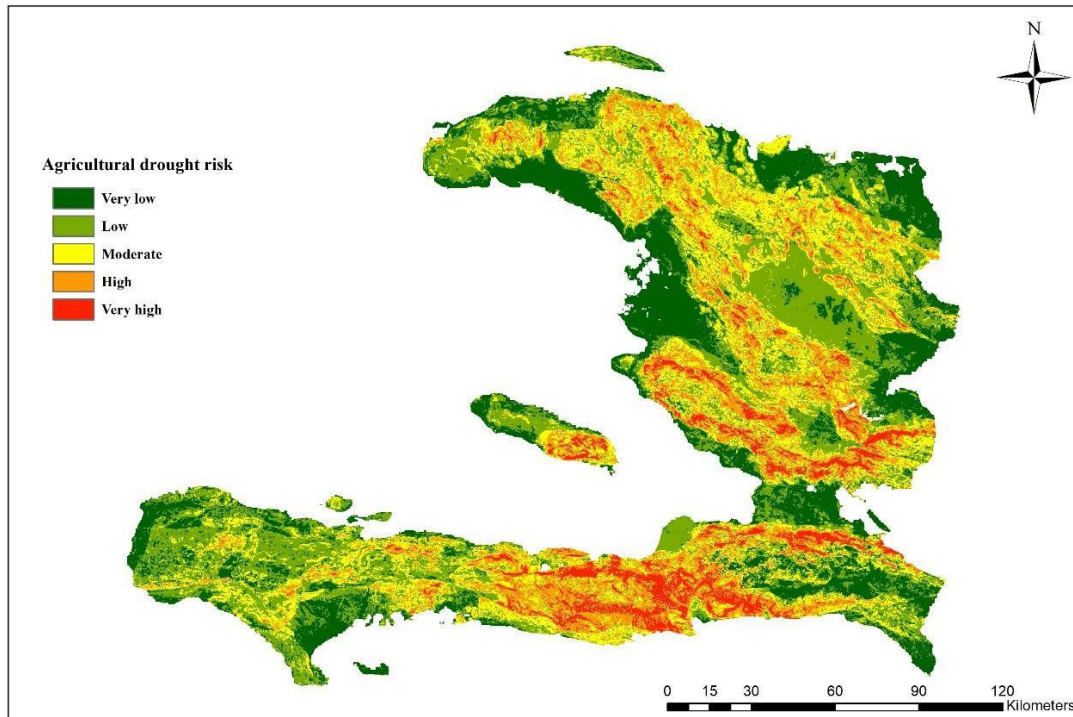 N
Agricultural drought risk
Very low
Low
Moderate
High
Very high
0 15 30 60 90 120
Kilometers